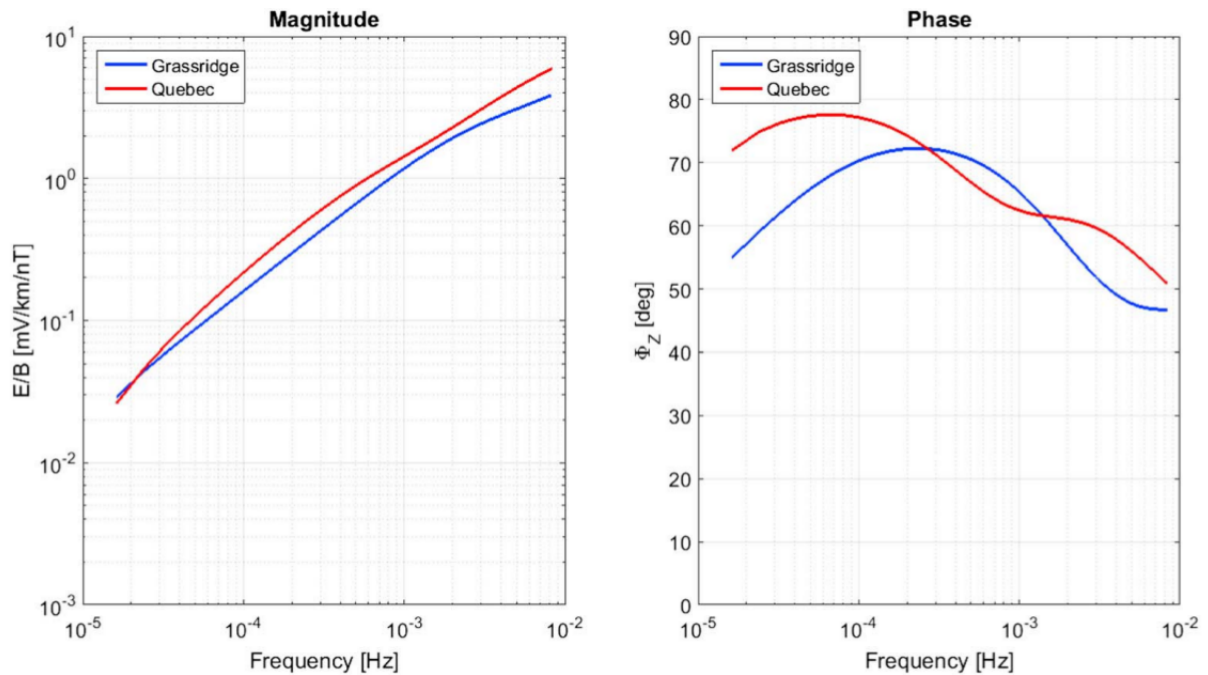 Magnitude
10^1
10^0
10^-1
10^-2
10^-3
E/B [mV/km/nT]
Grassridge
Quebec
10^-5 10^-4 10^-3 10^-2
Frequency [Hz]
Phase
90
80
70
60
50
40
30
20
10
0
Φ_Z [deg]
Grassridge
Quebec
10^-5 10^-4 10^-3 10^-2
Frequency [Hz]